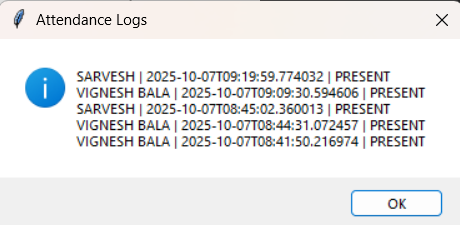 Attendance Logs
SARVESH | 2025-10-07T09:19:59.774032 | PRESENT
VIGNESH BALA | 2025-10-07T09:09:30.594606 | PRESENT
SARVESH | 2025-10-07T08:45:02.360013 | PRESENT
VIGNESH BALA | 2025-10-07T08:44:31.072457 | PRESENT
VIGNESH BALA | 2025-10-07T08:41:50.216974 | PRESENT
OK